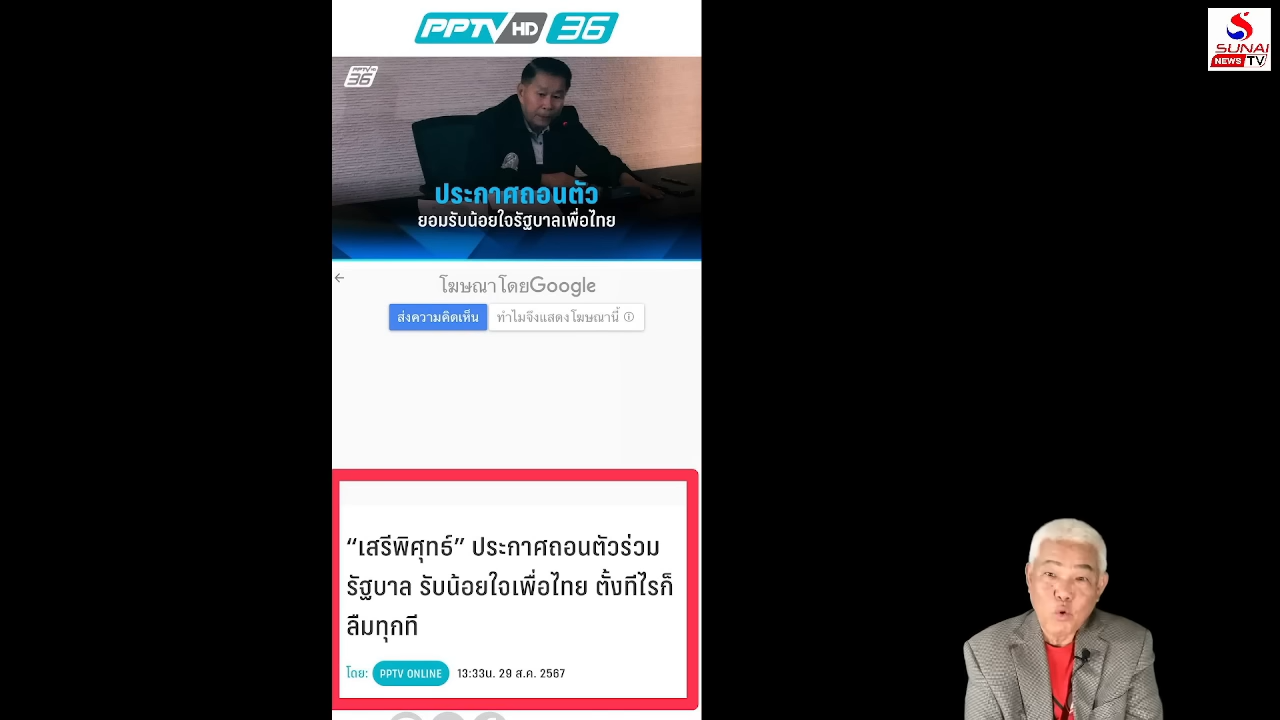 PPTV HD 36
SUNAI
NEWS TV
PPTV HD
36
ประกาศถอนตัว
ยอมรับน้อยใจรัฐบาลเพื่อไทย
โฆษณาโดยGoogle
ส่งความคิดเห็น
ทำไมจึงแสดงโฆษณานี้
“เสรีพิศุทธ์” ประกาศถอนตัวร่วม
รัฐบาล รับน้อยใจเพื่อไทย ตั้งทีไรก็
ลืมทุกที
โดย: PPTV ONLINE 13:33น. 29 ส.ค. 2567